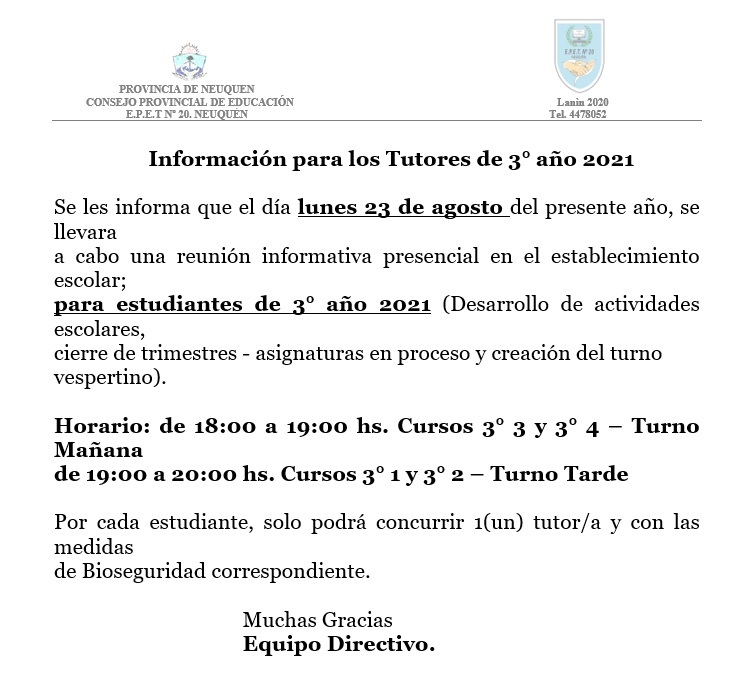 PROVINCIA DE NEUQUEN
CONSEJO PROVINCIAL DE EDUCACIÓN
E.P.E.T Nº 20. NEUQUÉN
E.P.E.T. Nº 20
Lanin 2020
Tel. 4478052
Información para los Tutores de 3° año 2021
Se les informa que el día lunes 23 de agosto del presente año, se
llevara
a cabo una reunión informativa presencial en el establecimiento
escolar;
para estudiantes de 3° año 2021 (Desarrollo de actividades
escolares,
cierre de trimestres - asignaturas en proceso y creación del turno
vespertino).
Horario: de 18:00 a 19:00 hs. Cursos 3° 3 y 3° 4 – Turno
Mañana
de 19:00 a 20:00 hs. Cursos 3° 1 y 3° 2 – Turno Tarde
Por cada estudiante, solo podrá concurrir 1(un) tutor/a y con las
medidas
de Bioseguridad correspondiente.
Muchas Gracias
Equipo Directivo.